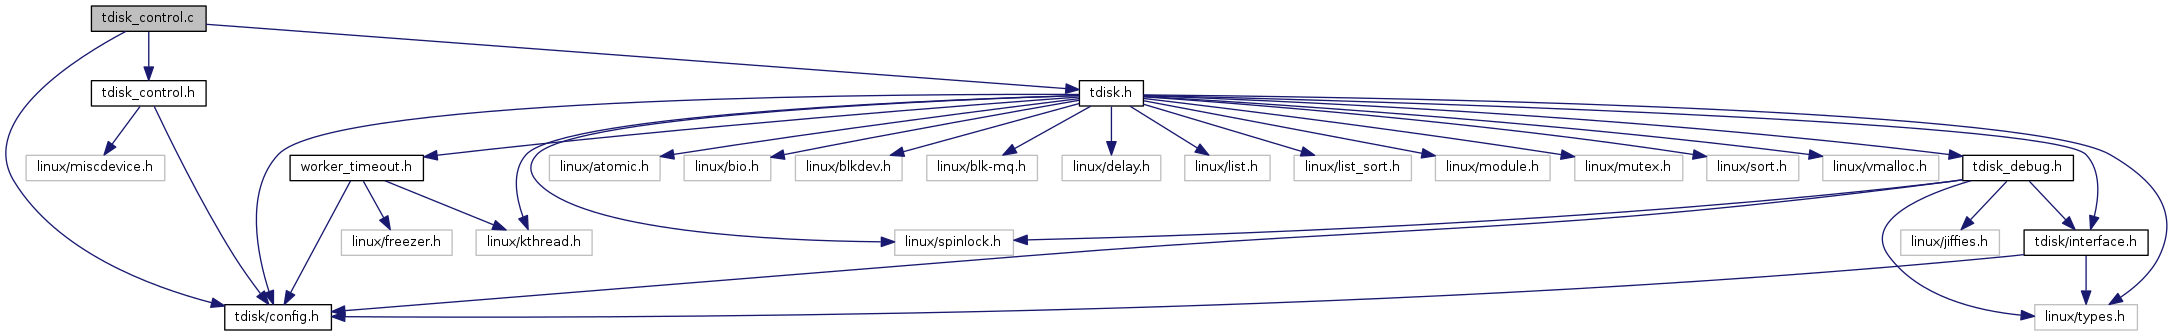 tdisk_control.c
tdisk_control.h
tdisk.h
linux/miscdevice.h
worker_timeout.h
linux/atomic.h
linux/bio.h
linux/blkdev.h
linux/blk-mq.h
linux/delay.h
linux/list.h
linux/list_sort.h
linux/module.h
linux/mutex.h
linux/sort.h
linux/vmalloc.h
tdisk_debug.h
linux/freezer.h
linux/kthread.h
linux/spinlock.h
linux/jiffies.h
tdisk/interface.h
tdisk/config.h
linux/types.h